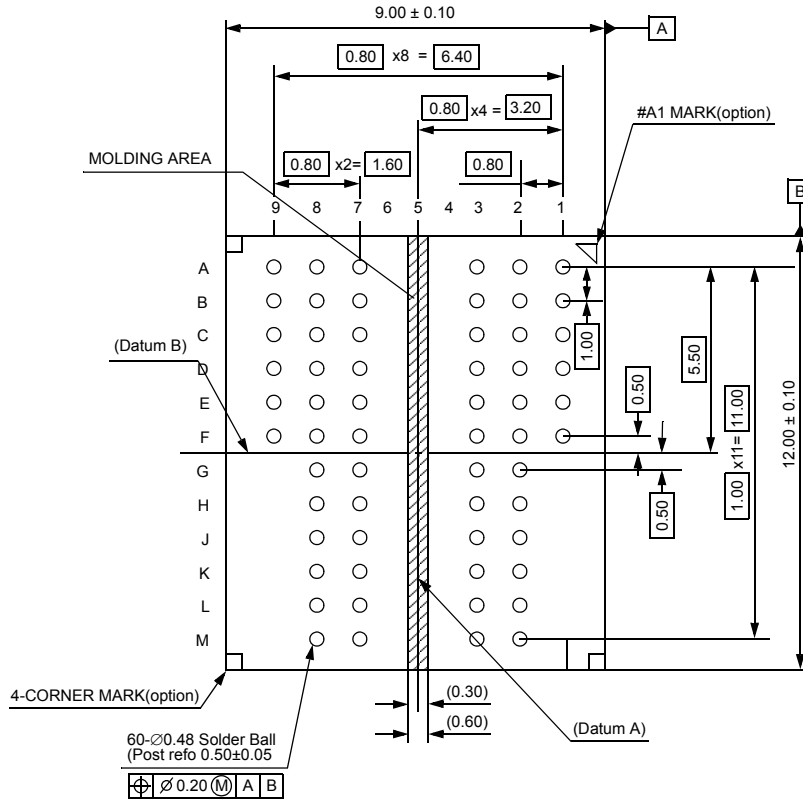 9.00 ± 0.10
A
0.80 x8 = 6.40
0.80 x4 = 3.20
#A1 MARK(option)
MOLDING AREA
0.80 x2= 1.60
0.80
B
9 8 7 6 5 4 3 2 1
A
B
C
(Datum B)
D
E
F
G
H
J
K
L
M
1.00
5.50
0.50
0.50
1.00 x11= 11.00
12.00 ± 0.10
4-CORNER MARK(option)
(0.30)
(0.60)
(Datum A)
60-∅0.48 Solder Ball
(Post refo 0.50±0.05
⌖ ∅ 0.20 Ⓜ A B